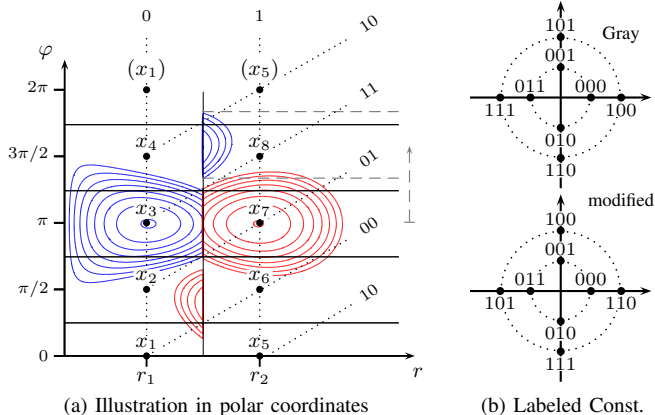 0 1 10
φ
2π (x₁) (x₅) 11
3π/2 x₄ x₈ 01
π x₃ x₇ 00
π/2 x₂ x₆ 10
0 x₁ x₅
r₁ r₂ r
(a) Illustration in polar coordinates
101
Gray
001
011 000
111 100
010
110
modified
100
001
011 000
101 110
010
111
(b) Labeled Const.